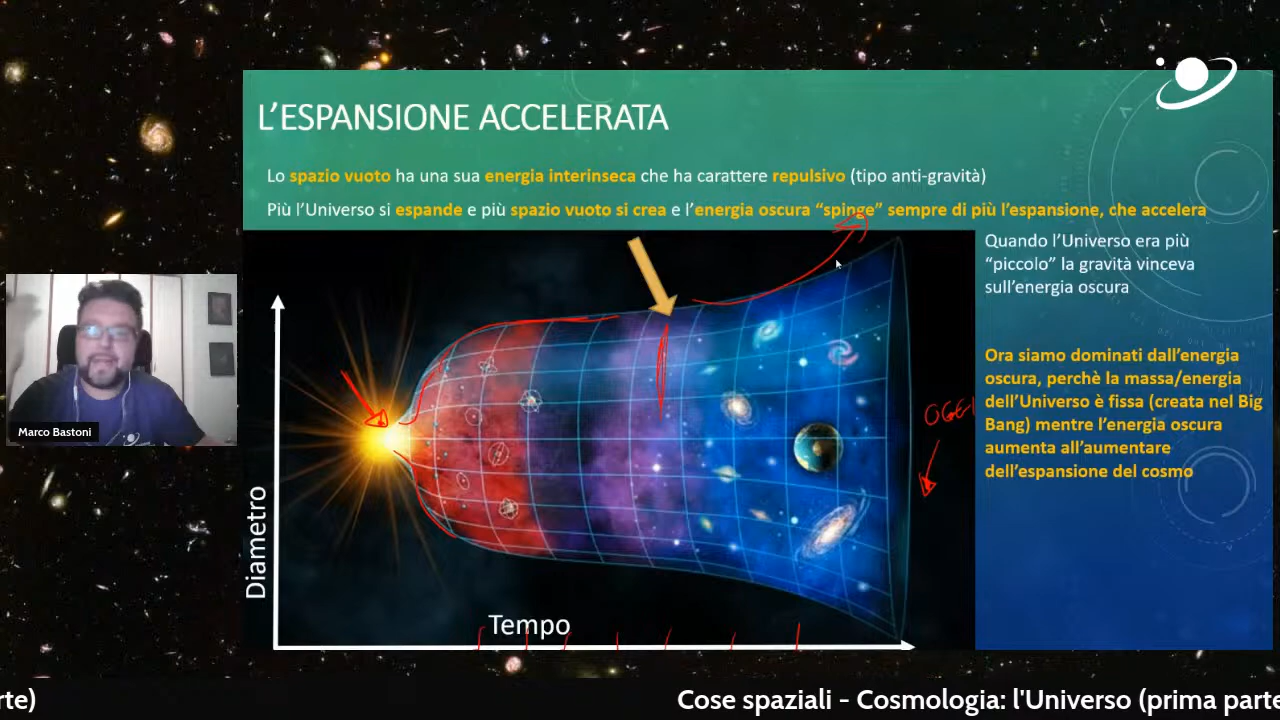 L'ESPANSIONE ACCELERATA
Lo spazio vuoto ha una sua energia interinseca che ha carattere repulsivo (tipo anti-gravità)
Più l'Universo si espande e più spazio vuoto si crea e l'energia oscura “spinge” sempre di più l'espansione, che accelera
Quando l'Universo era più
“piccolo” la gravità vinceva
sull'energia oscura
Ora siamo dominati dall'energia
oscura, perchè la massa/energia
dell'Universo è fissa (creata nel Big
Bang) mentre l'energia oscura
aumenta all'aumentare
dell'espansione del cosmo
OGGI
Diametro
Tempo
Marco Bastoni
rte)
Cose spaziali - Cosmologia: l'Universo (prima parte